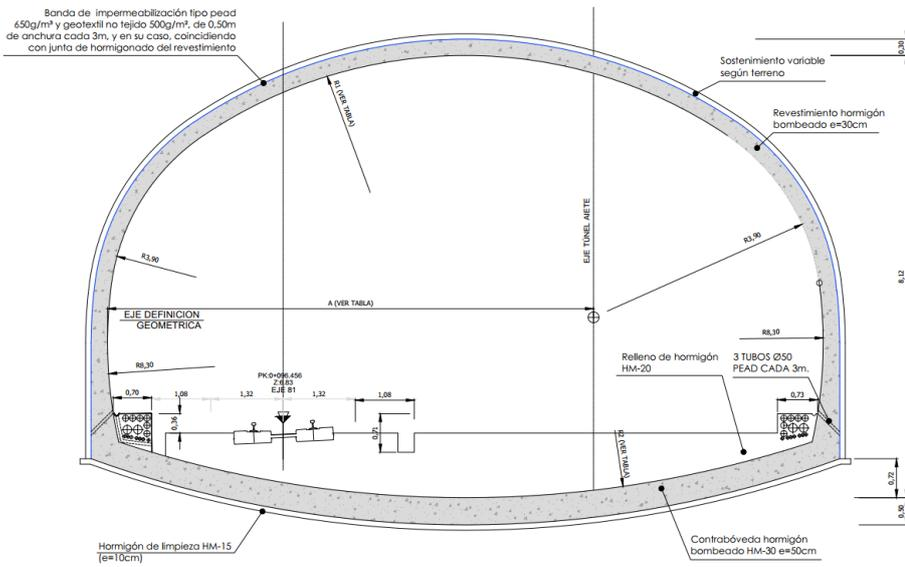 Banda de impermeabilización tipo pead
650g/m² y geotextil no tejido 500g/m², de 0,50m
de anchura cada 3m, y en su caso, coincidiendo
con junta de hormigonado del revestimiento
0,30
Sostenimiento variable
según terreno
R1 (VER TABLA)
Revestimiento hormigón
bombeado e=30cm
EJE TÚNEL AIETE
R3,90
R3,90
8,12
A (VER TABLA)
EJE DEFINICION
GEOMETRICA
R8,30
R8,30
Relleno de hormigón
HM-20
3 TUBOS Ø50
PEAD CADA 3m.
PK:0+096.456
Z:6.83
EJE 81
0,70
1,08
1,32
1,32
1,08
0,73
0,36
0,71
R2 (VER TABLA)
0,72
0,50
Hormigón de limpieza HM-15
(e=10cm)
Contrabóveda hormigón
bombeado HM-30 e=50cm